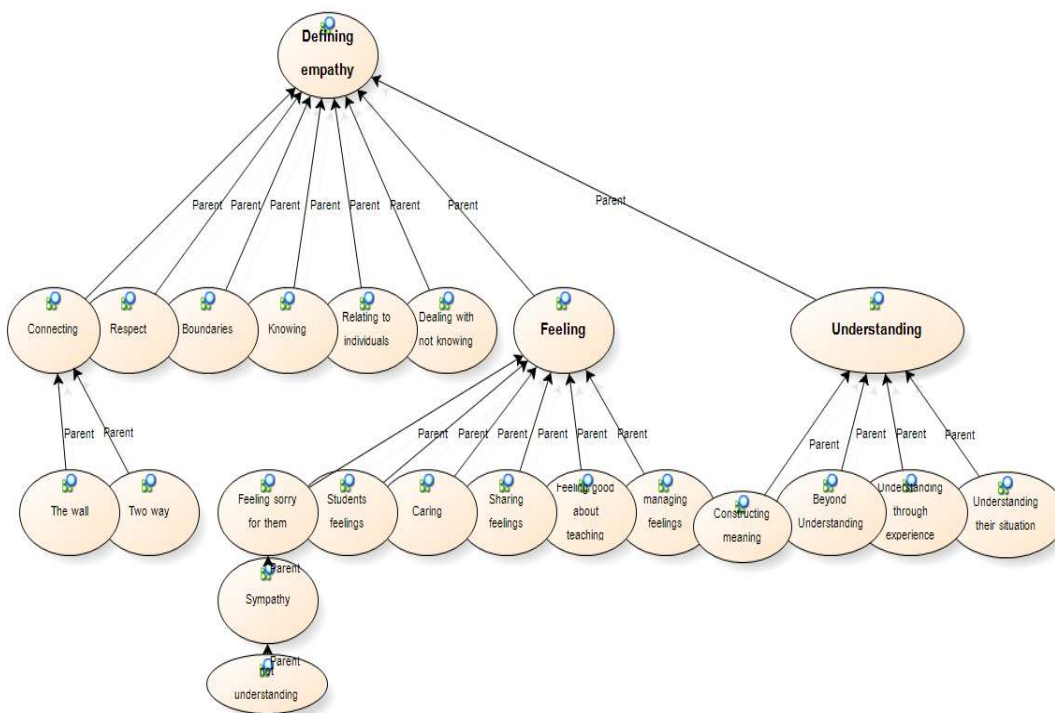 Defining
empathy
Parent
Parent
Parent
Parent
Parent
Parent
Parent
Parent
Connecting
Respect
Boundaries
Knowing
Relating to
individuals
Dealing with
not knowing
Feeling
Understanding
Parent
Parent
Parent
Parent
Parent
Parent
Parent
Parent
Parent
Parent
Parent
The wall
Two way
Feeling sorry
for them
Students
feelings
Caring
Sharing
feelings
Feeling good
about
teaching
managing
feelings
Constructing
meaning
Beyond
Understanding
Understanding
through
experience
Understanding
their situation
Parent
Sympathy
Parent
not
understanding